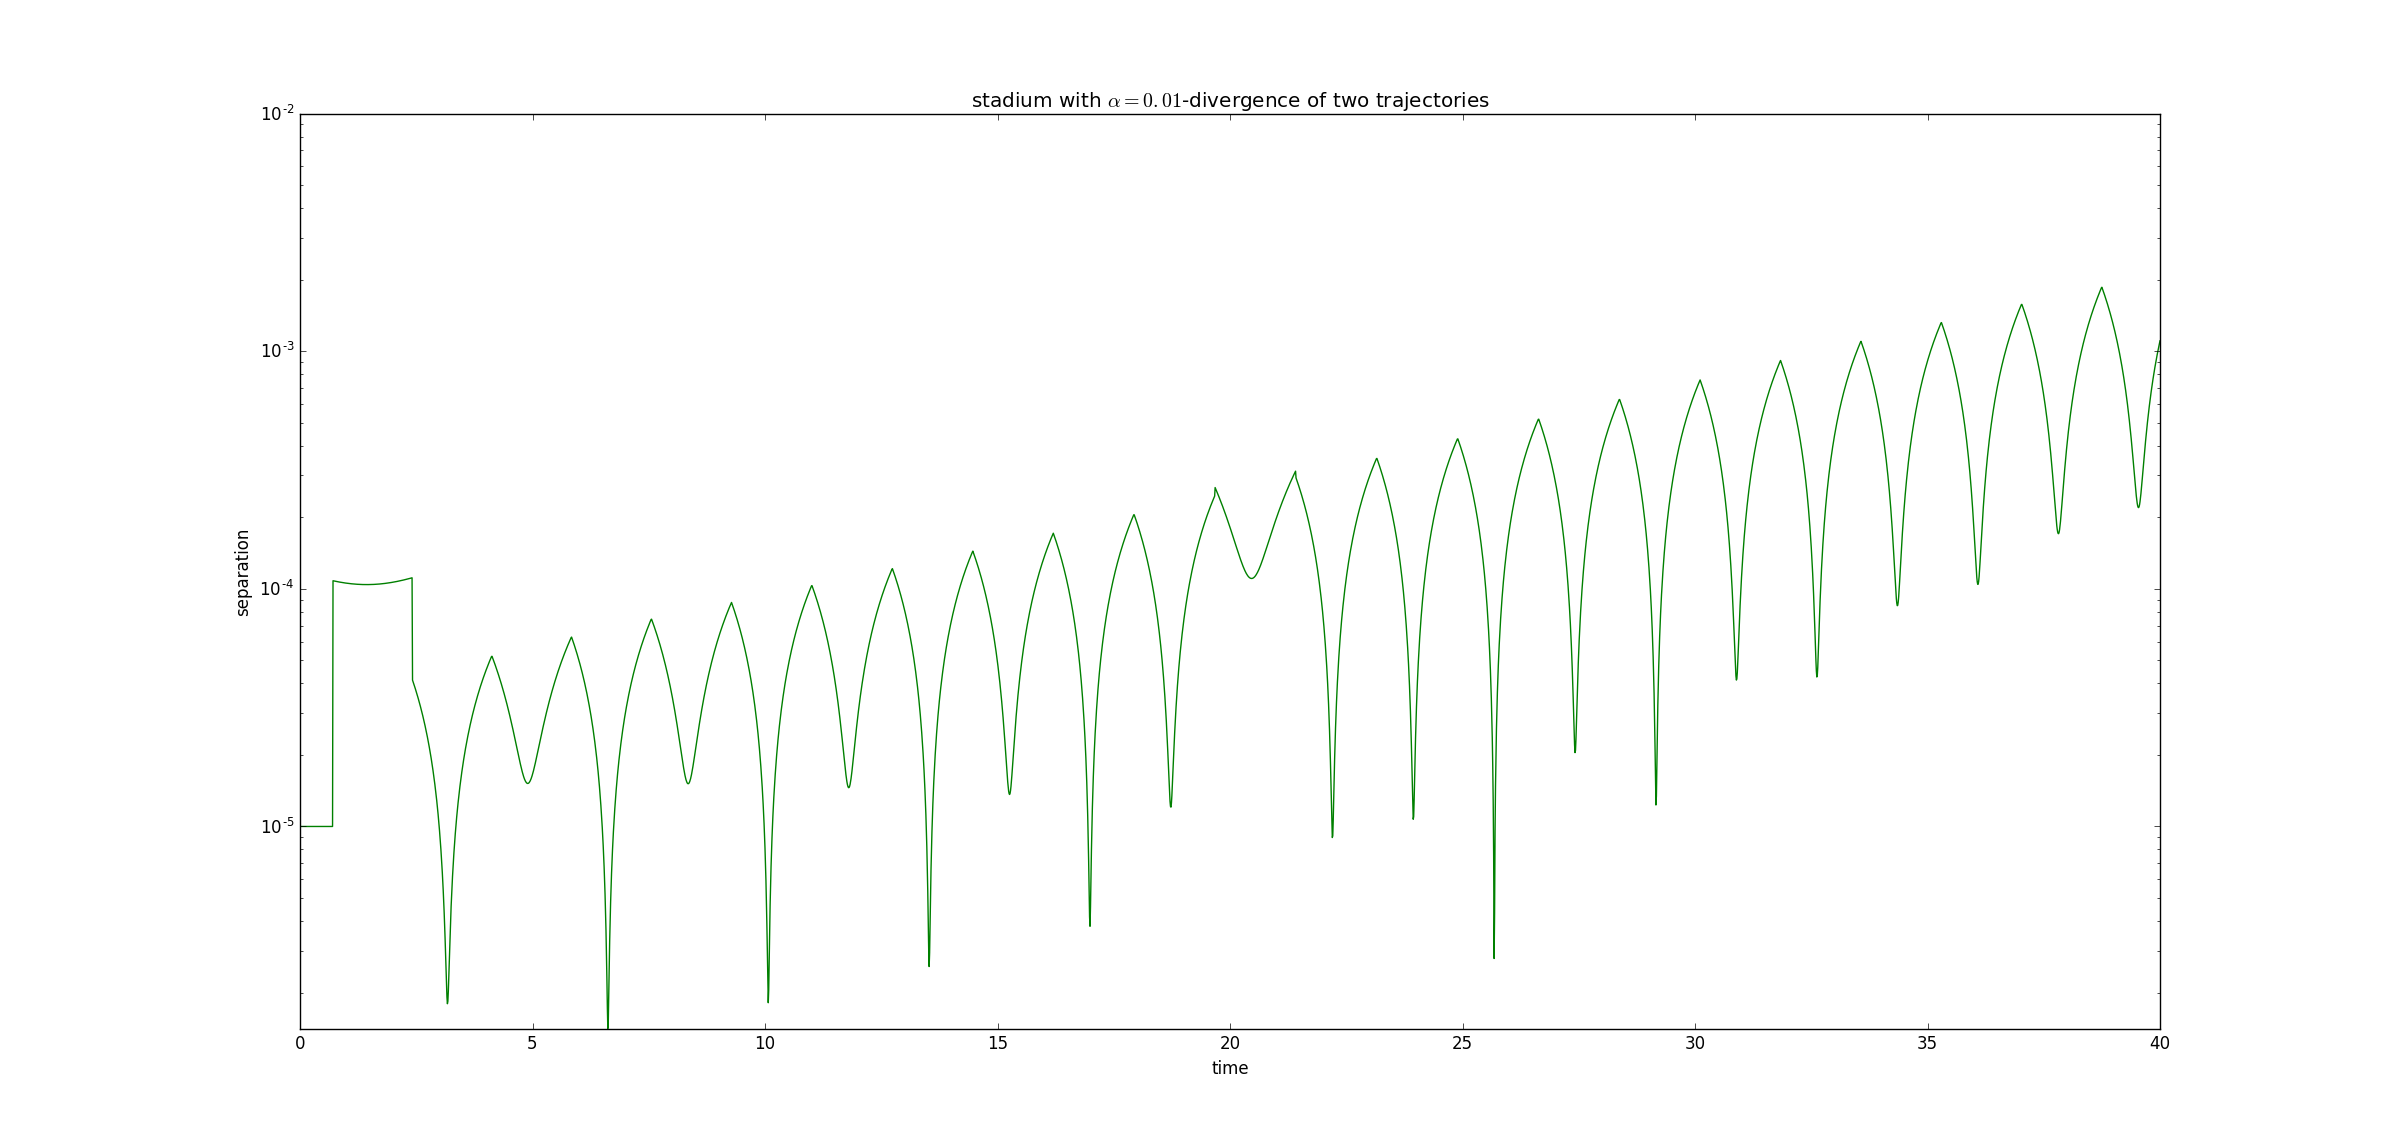 stadium with α = 0.01-divergence of two trajectories
10^-2
10^-3
10^-4
10^-5
separation
0 5 10 15 20 25 30 35 40
time